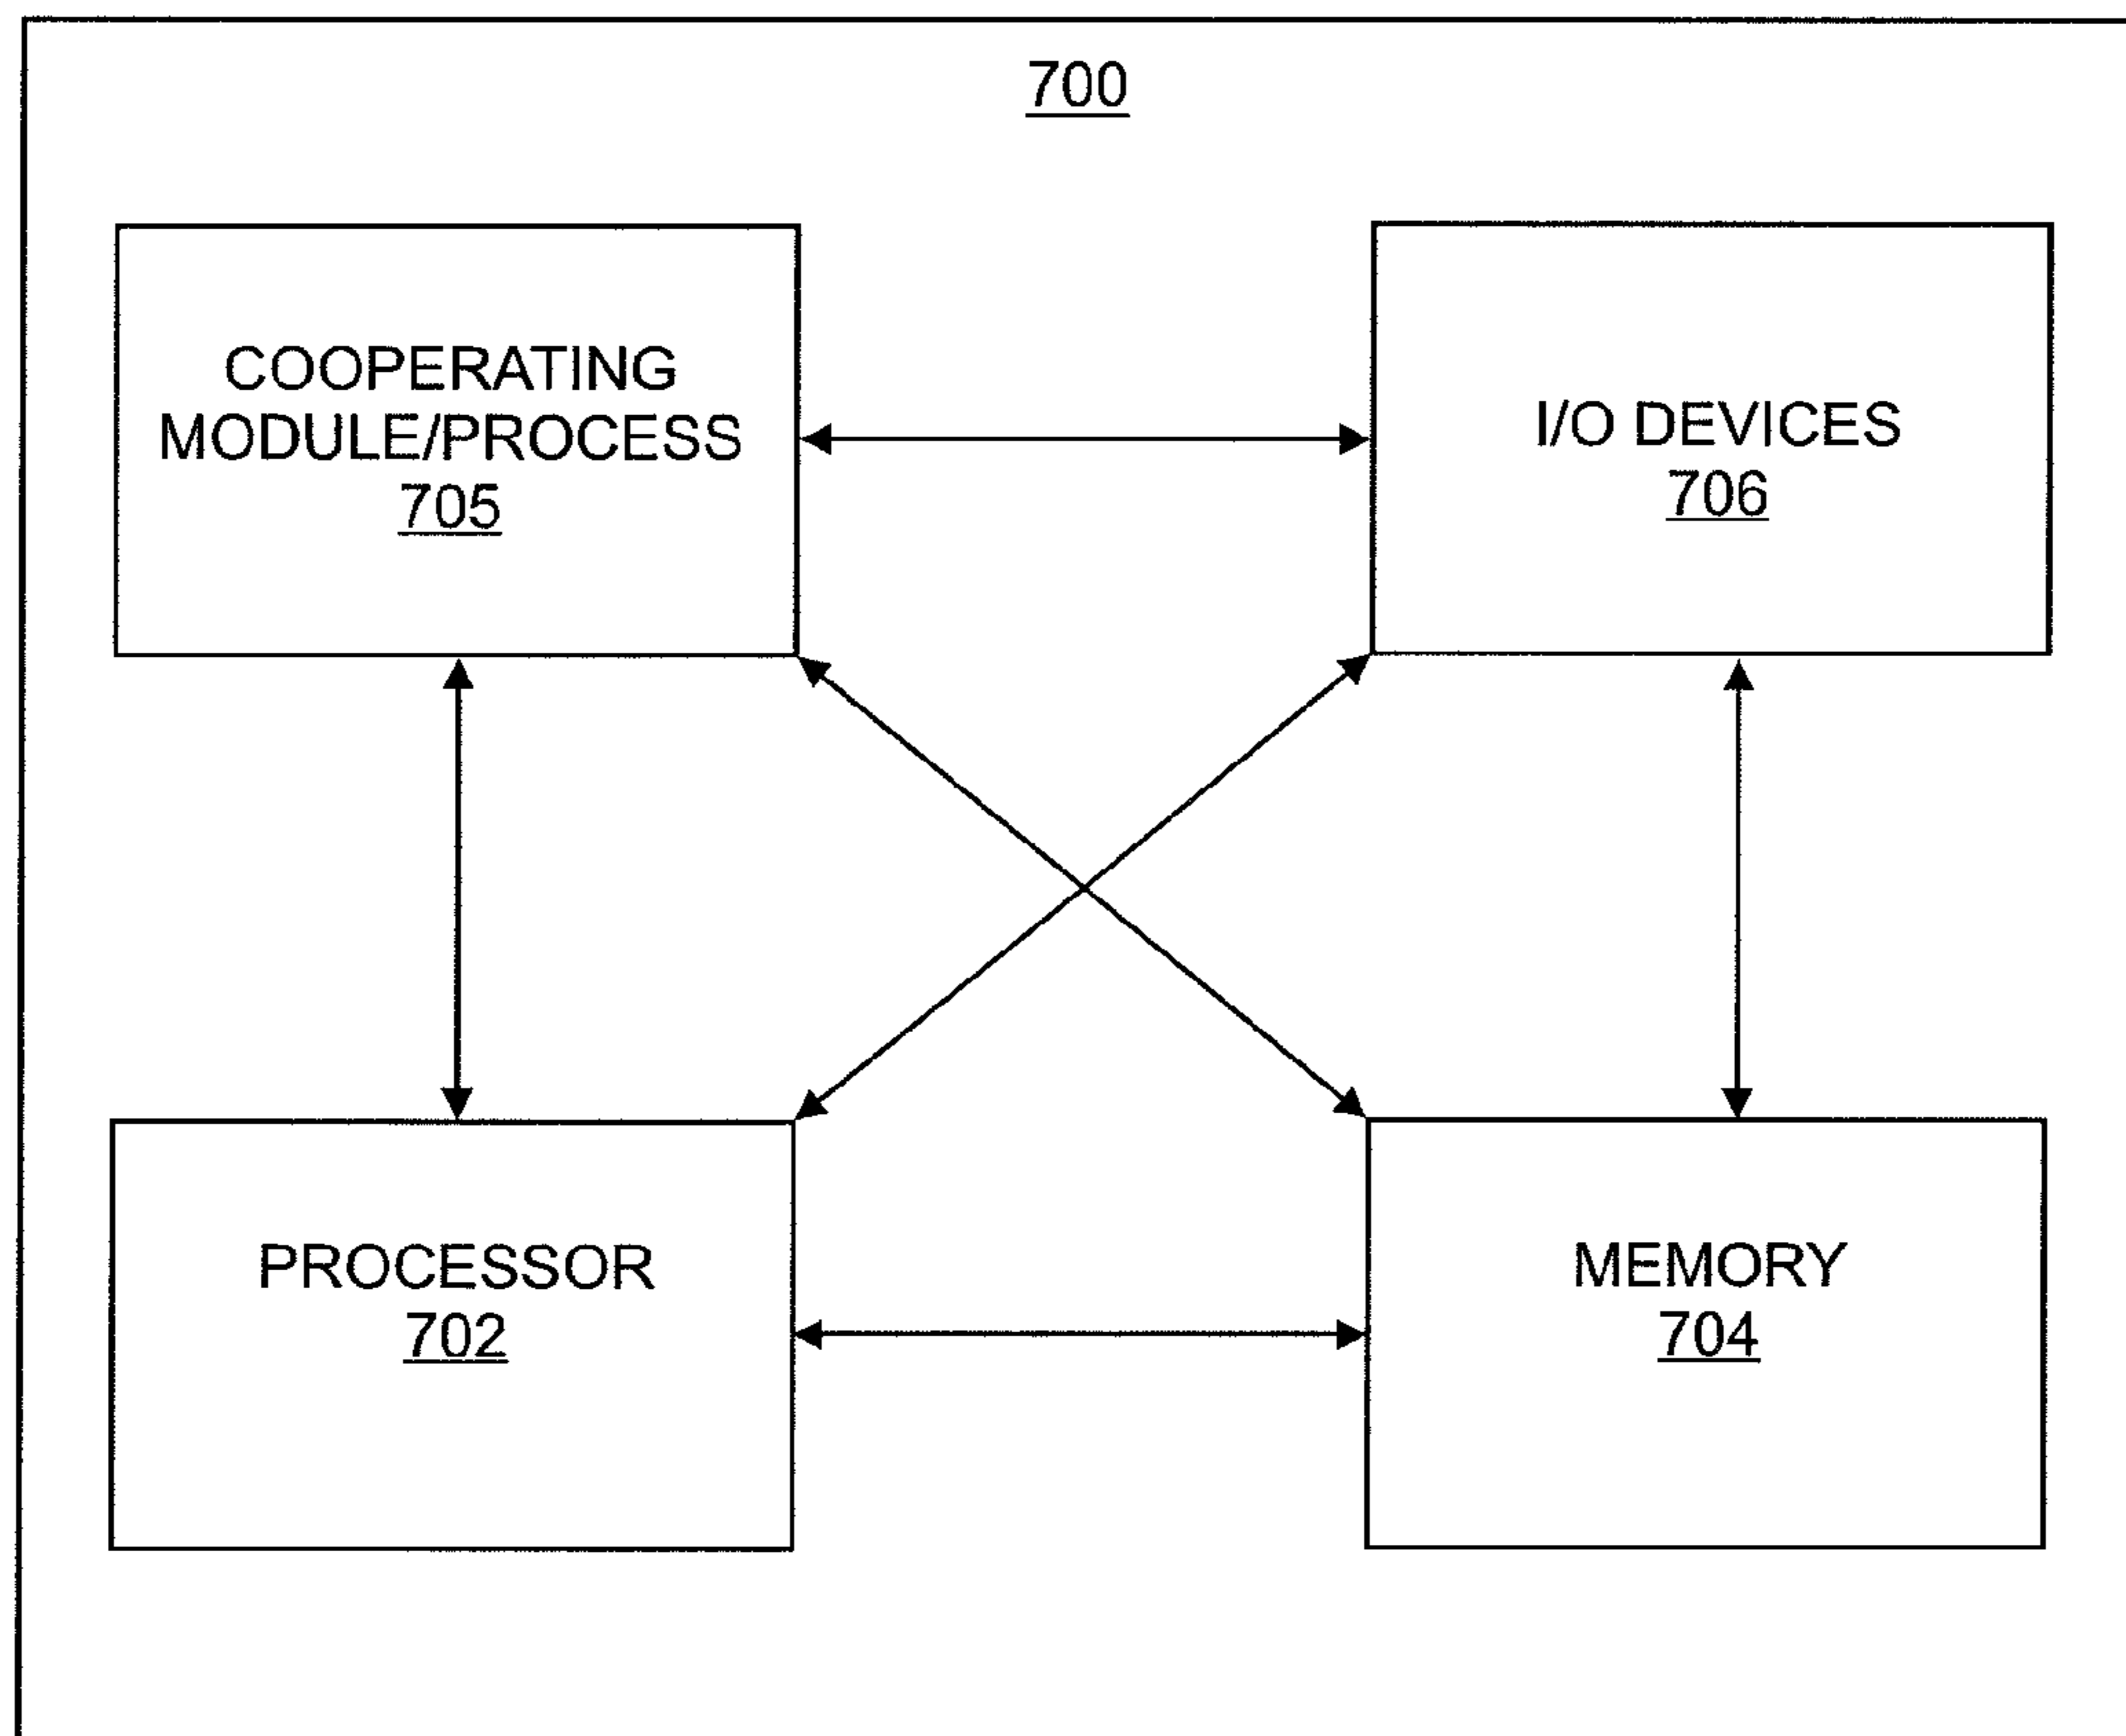 700
COOPERATING
MODULE/PROCESS
705
I/O DEVICES
706
PROCESSOR
702
MEMORY
704